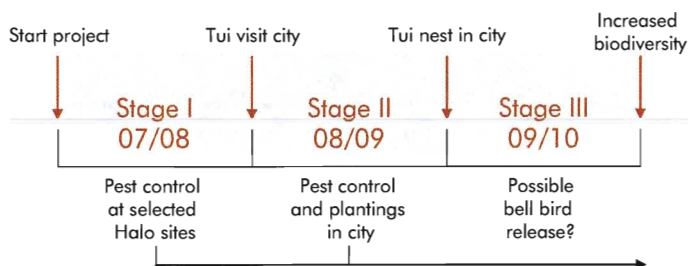 Start project
Tui visit city
Tui nest in city
Increased
biodiversity
Stage I
07/08
Stage II
08/09
Stage III
09/10
Pest control
at selected
Halo sites
Pest control
and plantings
in city
Possible
bell bird
release?